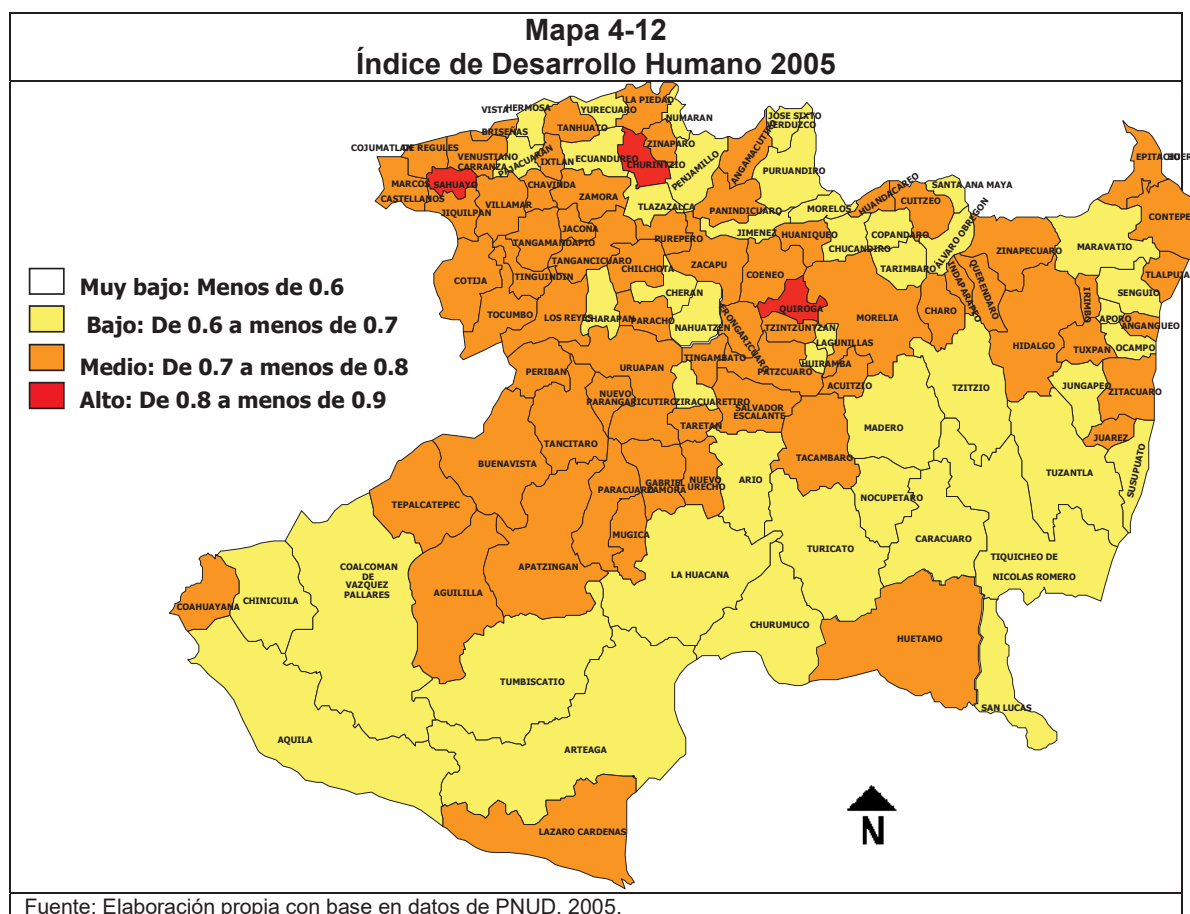 Mapa 4-12
Índice de Desarrollo Humano 2005
LA PIEDAD
VISTA HERMOSA
YURECUARO
NUMARAN
JOSE SIXTO VERDUZCO
BRISEÑAS
TANHUATO
ZINAPARO
ANGAMACUTIRO
COJUMATLAN DE REGULES
VENUSTIANO CARRANZA
PAJACUARAN
IXTLAN
ECUANDUREO
CHURINTZIO
PENJAMILLO
PURUANDIRO
EPITACIO HUER
MARCOS CASTELLANOS
SAHUAYO
CHAVINDA
ZAMORA
TLAZAZALCA
PANINDICUARO
MORELOS
HUANDACAREO
CUITZEO
SANTA ANA MAYA
CONTEPE
JIQUILPAN
VILLAMAR
JACONA
PUREPERO
JIMENEZ
HUANIQUEO
CHUCANDIRO
COPANDARO
ÁLVARO OBREGON
ZINAPECUARO
MARAVATIO
TANGAMANDAPIO
TANGANCICUARO
CHILCHOTA
ZACAPU
COENEO
TARIMBARO
INDAPARAPPO
QUERENDARO
TLALPUJA
COTIJA
TINGUINDIN
CHERAN
SENGUIO
IRIMBO
Muy bajo: Menos de 0.6
Bajo: De 0.6 a menos de 0.7
Medio: De 0.7 a menos de 0.8
Alto: De 0.8 a menos de 0.9
TOCUMBO
LOS REYES
CHARAPAN
PARACHO
NAHUATZEN
ERONGARICUARO
QUIROGA
TZINTZUNTZAN
MORELIA
CHARO
APORO
ANGANGUEO
LAGUNILLAS
HIDALGO
TUXPAN
OCAMPO
PERIBAN
URUAPAN
TINGAMBATO
PATZCUARO
HUIRAMBA
ACUITZIO
TZITZIO
JUNGAPEO
ZITACUARO
NUEVO PARANGARICUTIRO
ZIRACUARETIRO
SALVADOR ESCALANTE
TARETAN
MADERO
JUAREZ
TANCITARO
BUENAVISTA
TACAMBARO
TUZANTLA
SUSUPUATO
TEPALCATEPEC
PARACUARO
GABRIEL ZAMORA
NUEVO URECHO
ARIO
NOCUPETARO
MUGICA
CARACUARO
TURICATO
TIQUICHEO DE
NICOLAS ROMERO
COALCOMAN
DE
VAZQUEZ
PALLARES
APATZINGAN
LA HUACANA
AGUILILLA
CHINICUILA
COAHUAYANA
CHURUMUCO
HUETAMO
TUMBISCATIO
SAN LUCAS
AQUILA
ARTEAGA
LAZARO CARDENAS
N
Fuente: Elaboración propia con base en datos de PNUD, 2005.